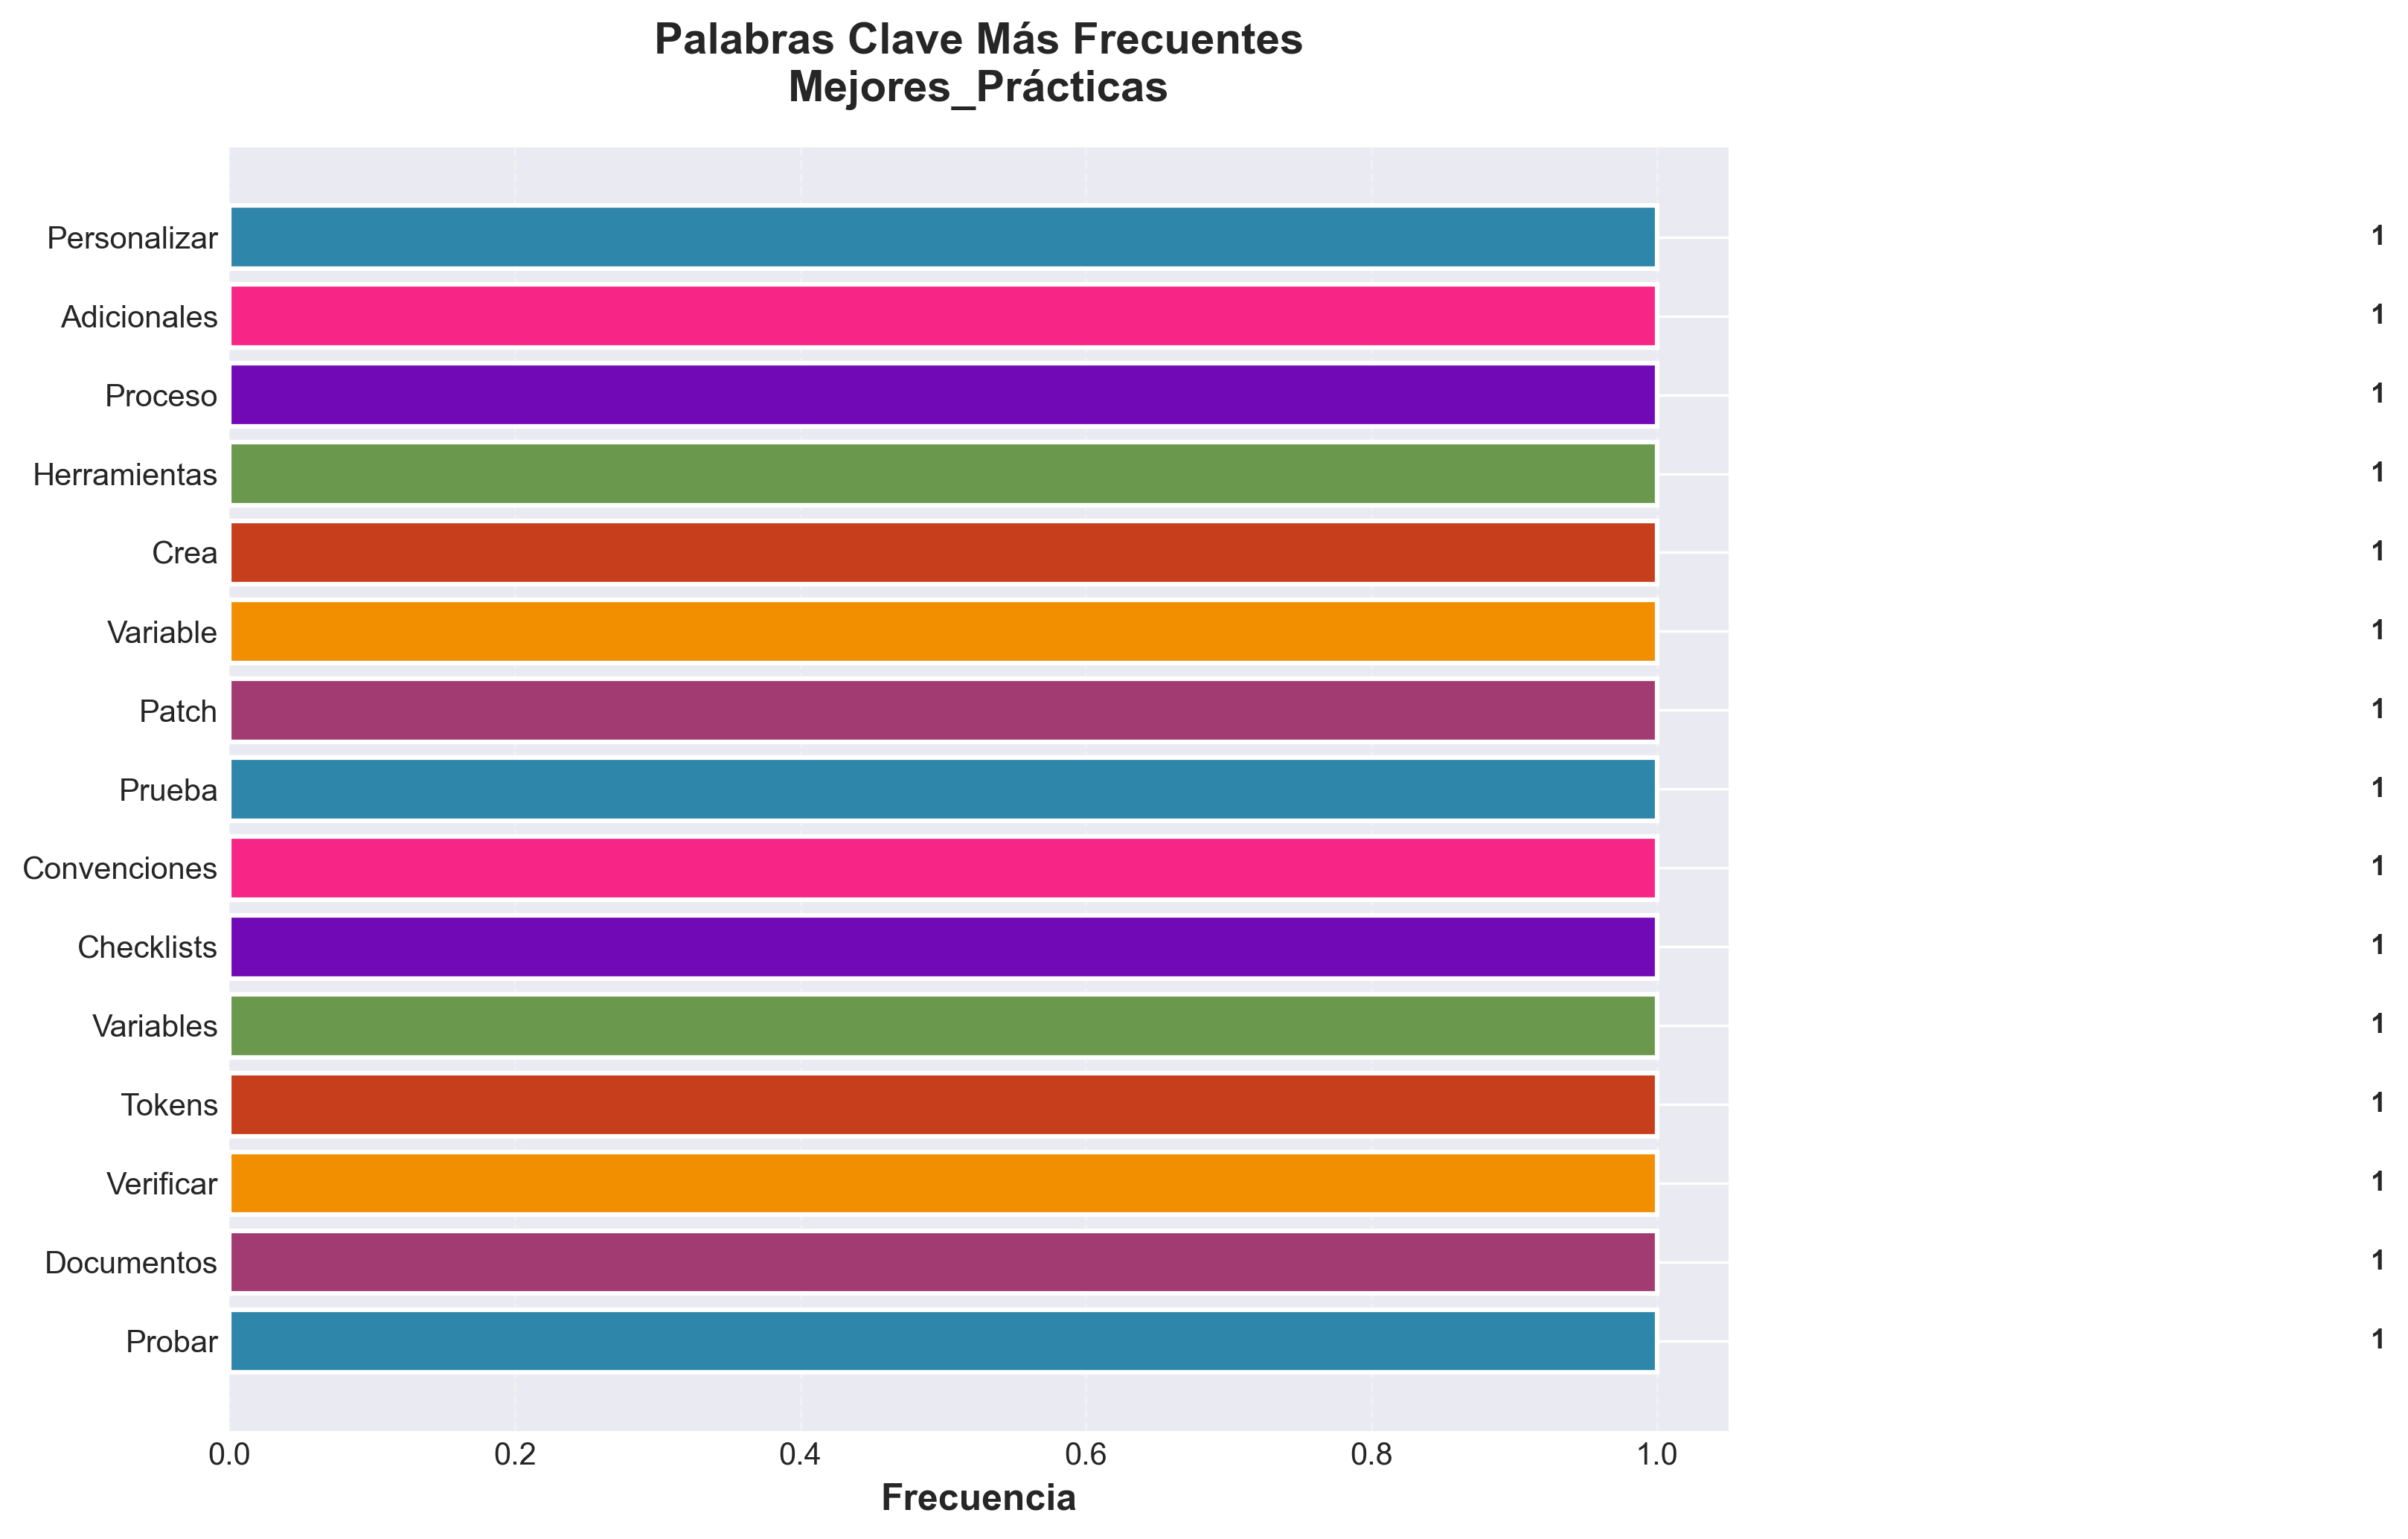 Palabras Clave Más Frecuentes
Mejores_Prácticas
Personalizar 1
Adicionales 1
Proceso 1
Herramientas 1
Crea 1
Variable 1
Patch 1
Prueba 1
Convenciones 1
Checklists 1
Variables 1
Tokens 1
Verificar 1
Documentos 1
Probar 1
0.0 0.2 0.4 0.6 0.8 1.0
Frecuencia